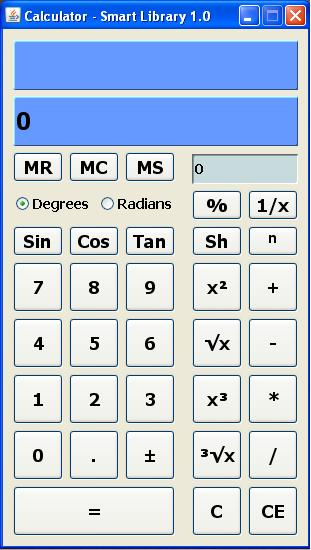 Calculator - Smart Library 1.0
0
MR MC MS 0
Degrees Radians % 1/x
Sin Cos Tan Sh ⁿ
7 8 9 x² +
4 5 6 √x -
1 2 3 x³ *
0 . ± ³√x /
= C CE